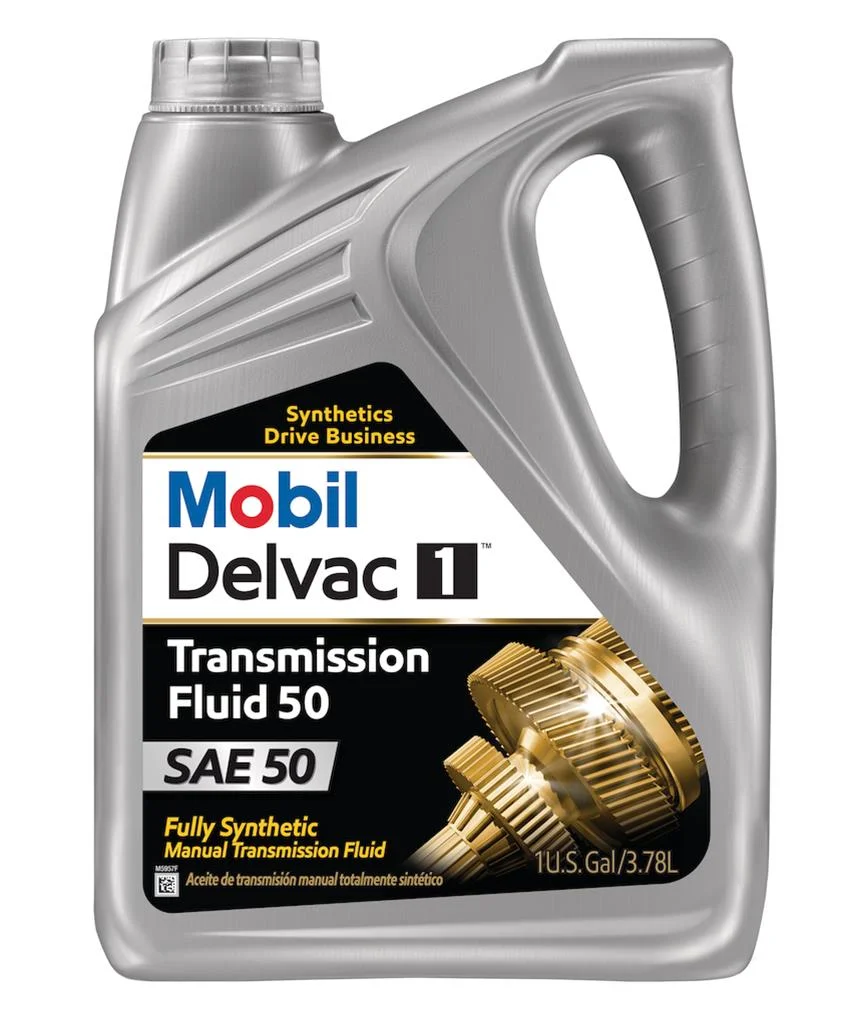 Synthetics
Drive Business
Mobil
Delvac 1™
Transmission
Fluid 50
SAE 50
Fully Synthetic
Manual Transmission Fluid
M5957F
Aceite de transmisión manual totalmente sintético
1 U.S. Gal/3.78L